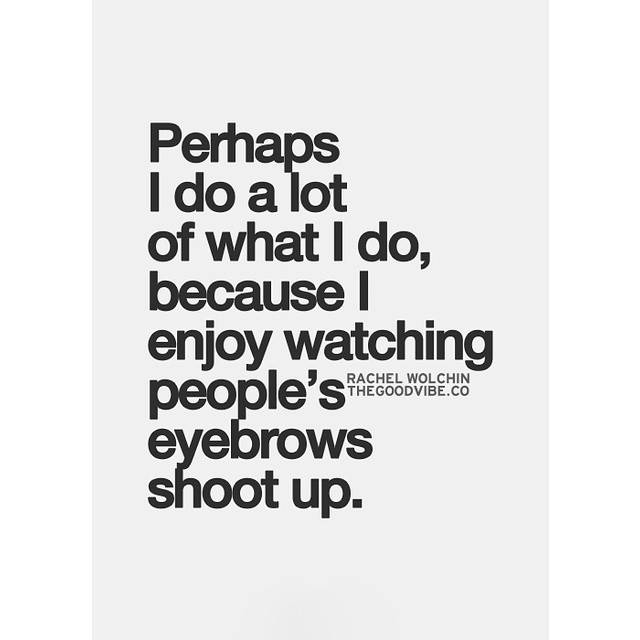 Perhaps
I do a lot
of what I do,
because I
enjoy watching
people’s
RACHEL WOLCHIN
THEGOODVIBE.CO
eyebrows
shoot up.